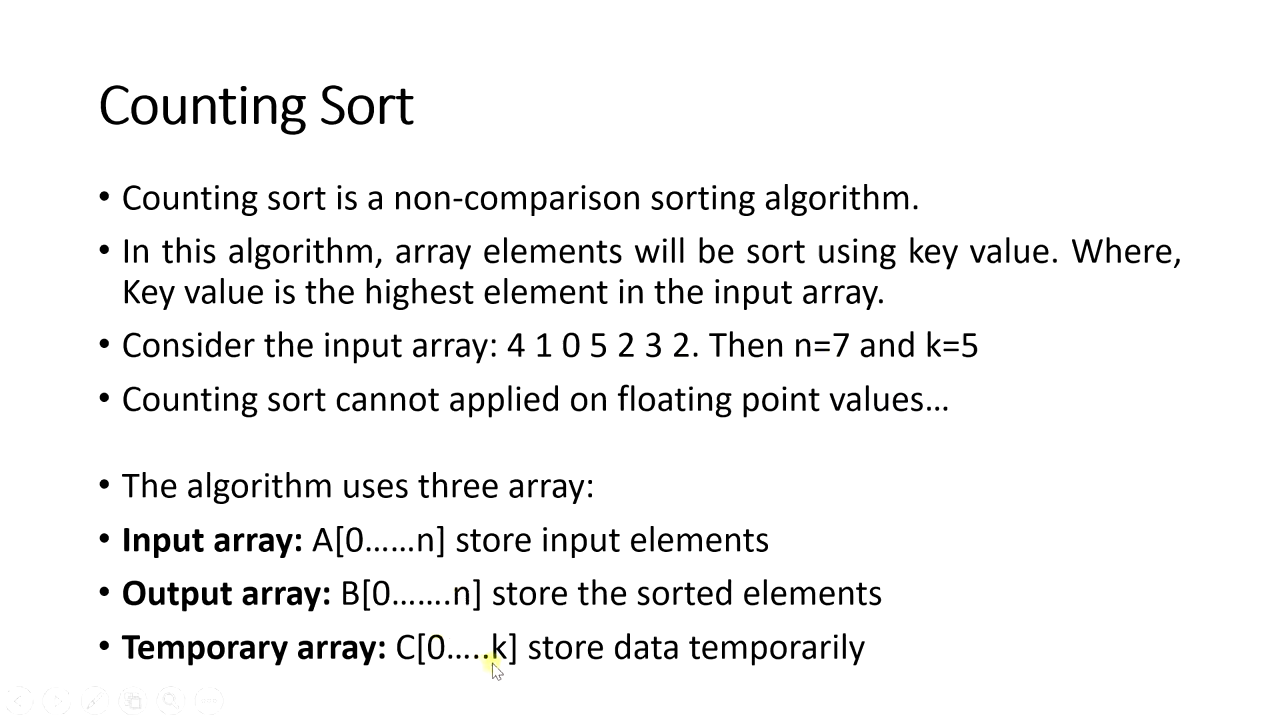 Counting Sort
• Counting sort is a non-comparison sorting algorithm.
• In this algorithm, array elements will be sort using key value. Where,
Key value is the highest element in the input array.
• Consider the input array: 4 1 0 5 2 3 2. Then n=7 and k=5
• Counting sort cannot applied on floating point values…
• The algorithm uses three array:
• Input array: A[0……n] store input elements
• Output array: B[0…….n] store the sorted elements
• Temporary array: C[0…..k] store data temporarily